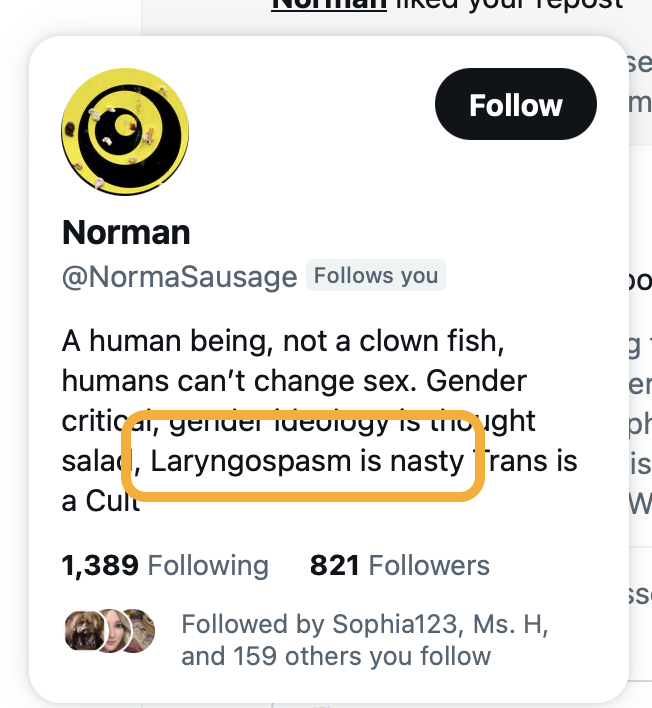 Norman liked your repost
Follow
Norman
@NormaSausage Follows you
A human being, not a clown fish,
humans can't change sex. Gender
critical, gender ideology is thought
salad, Laryngospasm is nasty Trans is
a Cult
1,389 Following 821 Followers
Followed by Sophia123, Ms. H,
and 159 others you follow